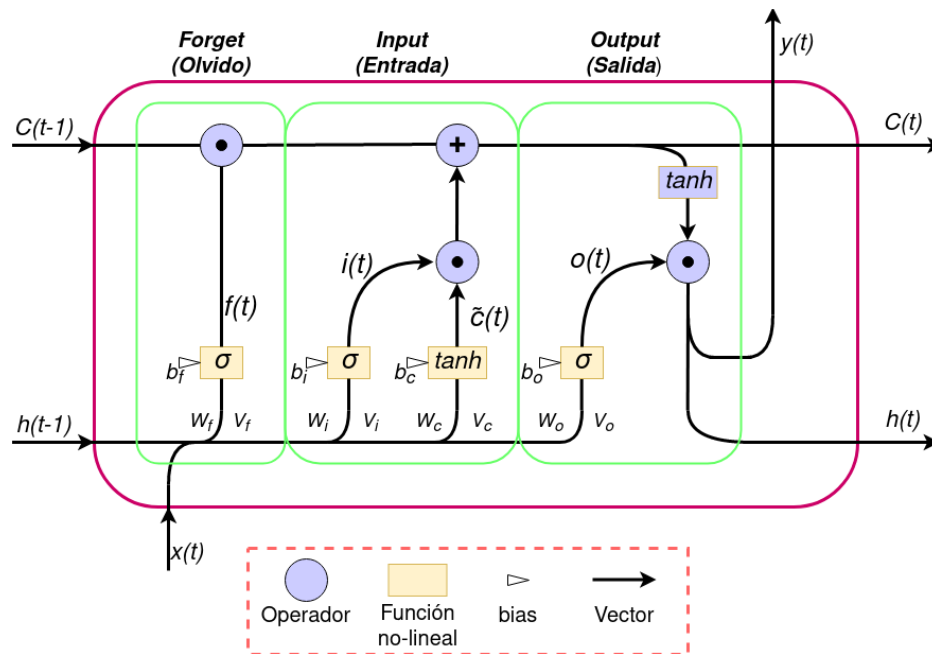 Forget
(Olvido)
Input
(Entrada)
Output
(Salida)
y(t)
C(t-1)
C(t)
tanh
i(t)
o(t)
f(t)
c̃(t)
b_f
σ
b_i
σ
b_c
tanh
b_o
σ
h(t-1)
W_f V_f
W_i V_i
W_c V_c
W_o V_o
h(t)
x(t)
Operador
Función
no-lineal
bias
Vector